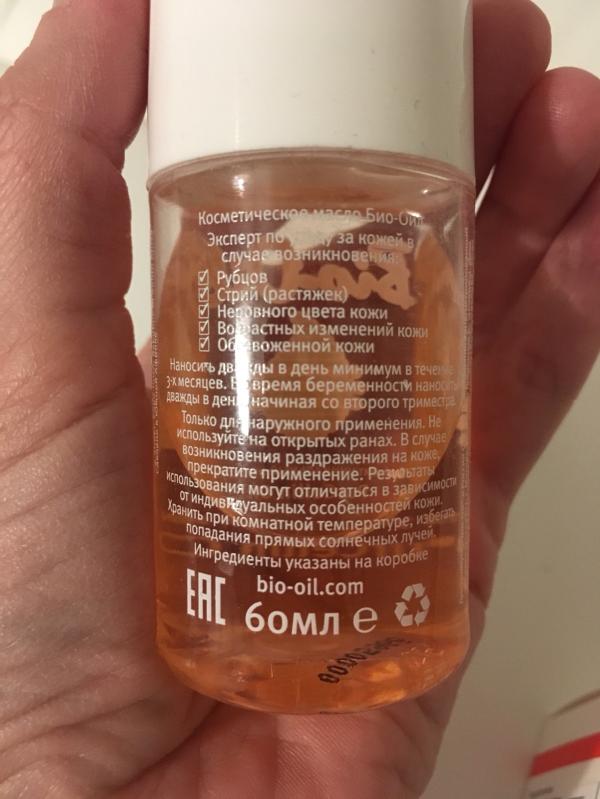 Косметическое масло Био-Оил
Эксперт по уходу за кожей в
случае возникновения:
Рубцов
Стрий (растяжек)
Неровного цвета кожи
Возрастных изменений кожи
Обезвоженной кожи
Наносить дважды в день минимум в течение
3-х месяцев. Во время беременности наносить
дважды в день, начиная со второго триместра.
Только для наружного применения. Не
используйте на открытых ранах. В случае
возникновения раздражения на коже,
прекратите применение. Результаты
использования могут отличаться в зависимости
от индивидуальных особенностей кожи.
Хранить при комнатной температуре, избегать
попадания прямых солнечных лучей.
Ингредиенты указаны на коробке
bio-oil.com
EAC 60мл e